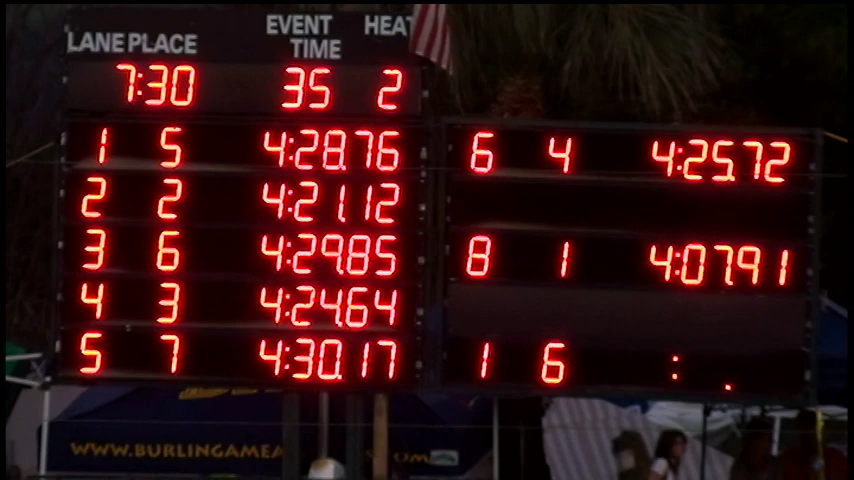 LANE PLACE EVENT TIME HEAT
7:30 35 2
1 5 4:28.76
2 2 4:21.12
3 6 4:29.85
4 3 4:24.64
5 7 4:30.17
6 4 4:25.72
8 1 4:07.91
1 6 : .
WWW.BURLINGAMEA